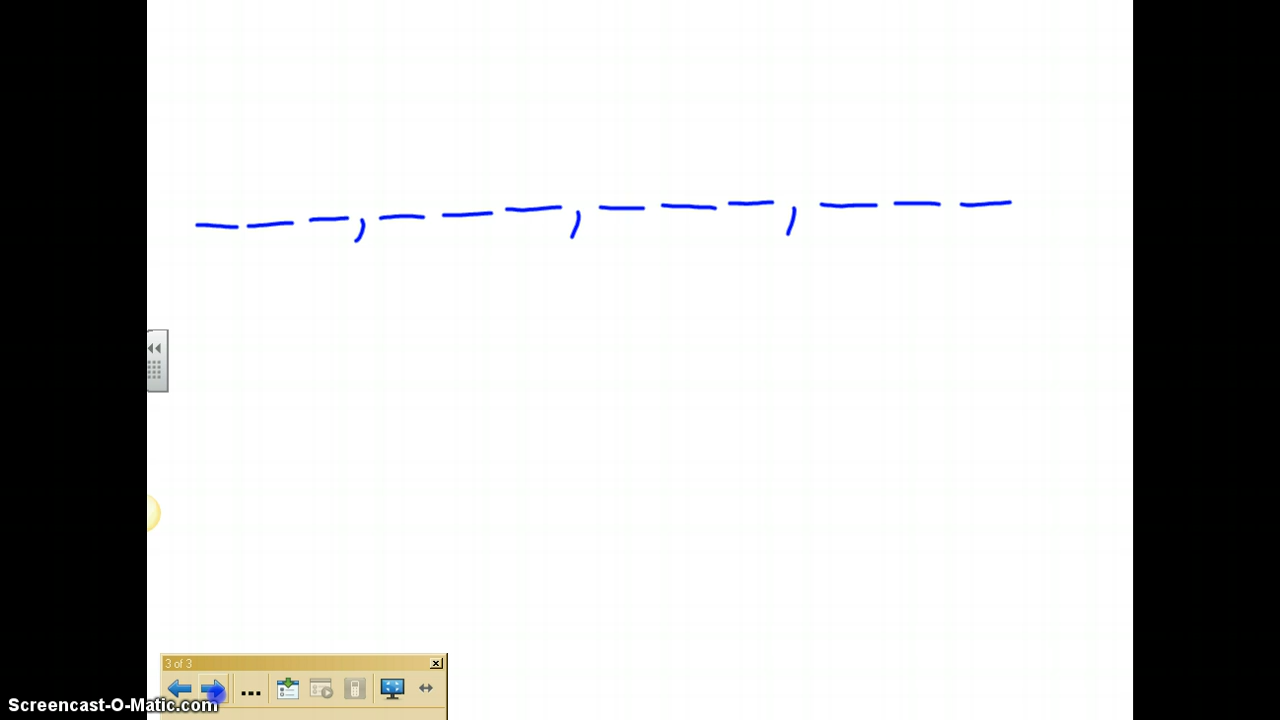 _ _ _ , _ _ _ , _ _ _ , _ _ _
3 of 3
Screencast-O-Matic.com